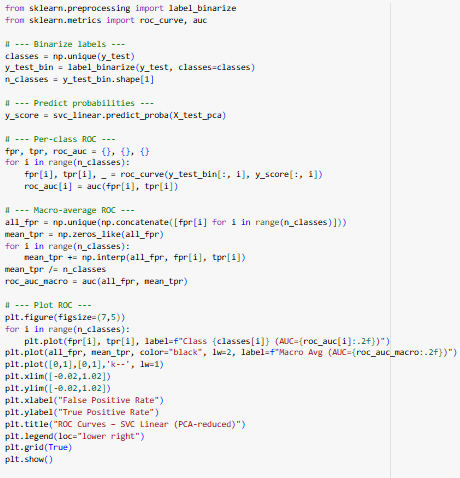 from sklearn.preprocessing import label_binarize
from sklearn.metrics import roc_curve, auc

# --- Binarize labels ---
classes = np.unique(y_test)
y_test_bin = label_binarize(y_test, classes=classes)
n_classes = y_test_bin.shape[1]

# --- Predict probabilities ---
y_score = svc_linear.predict_proba(X_test_pca)

# --- Per-class ROC ---
fpr, tpr, roc_auc = {}, {}, {}
for i in range(n_classes):
    fpr[i], tpr[i], _ = roc_curve(y_test_bin[:, i], y_score[:, i])
    roc_auc[i] = auc(fpr[i], tpr[i])

# --- Macro-average ROC ---
all_fpr = np.unique(np.concatenate([fpr[i] for i in range(n_classes)]))
mean_tpr = np.zeros_like(all_fpr)
for i in range(n_classes):
    mean_tpr += np.interp(all_fpr, fpr[i], tpr[i])
mean_tpr /= n_classes
roc_auc_macro = auc(all_fpr, mean_tpr)

# --- Plot ROC ---
plt.figure(figsize=(7,5))
for i in range(n_classes):
    plt.plot(fpr[i], tpr[i], label=f"Class {classes[i]} (AUC={roc_auc[i]:.2f})")
plt.plot(all_fpr, mean_tpr, color="black", lw=2, label=f"Macro Avg (AUC={roc_auc_macro:.2f})")
plt.plot([0,1],[0,1],'k--', lw=1)
plt.xlim([-0.02,1.02])
plt.ylim([-0.02,1.02])
plt.xlabel("False Positive Rate")
plt.ylabel("True Positive Rate")
plt.title("ROC Curves – SVC Linear (PCA-reduced)")
plt.legend(loc="lower right")
plt.grid(True)
plt.show()